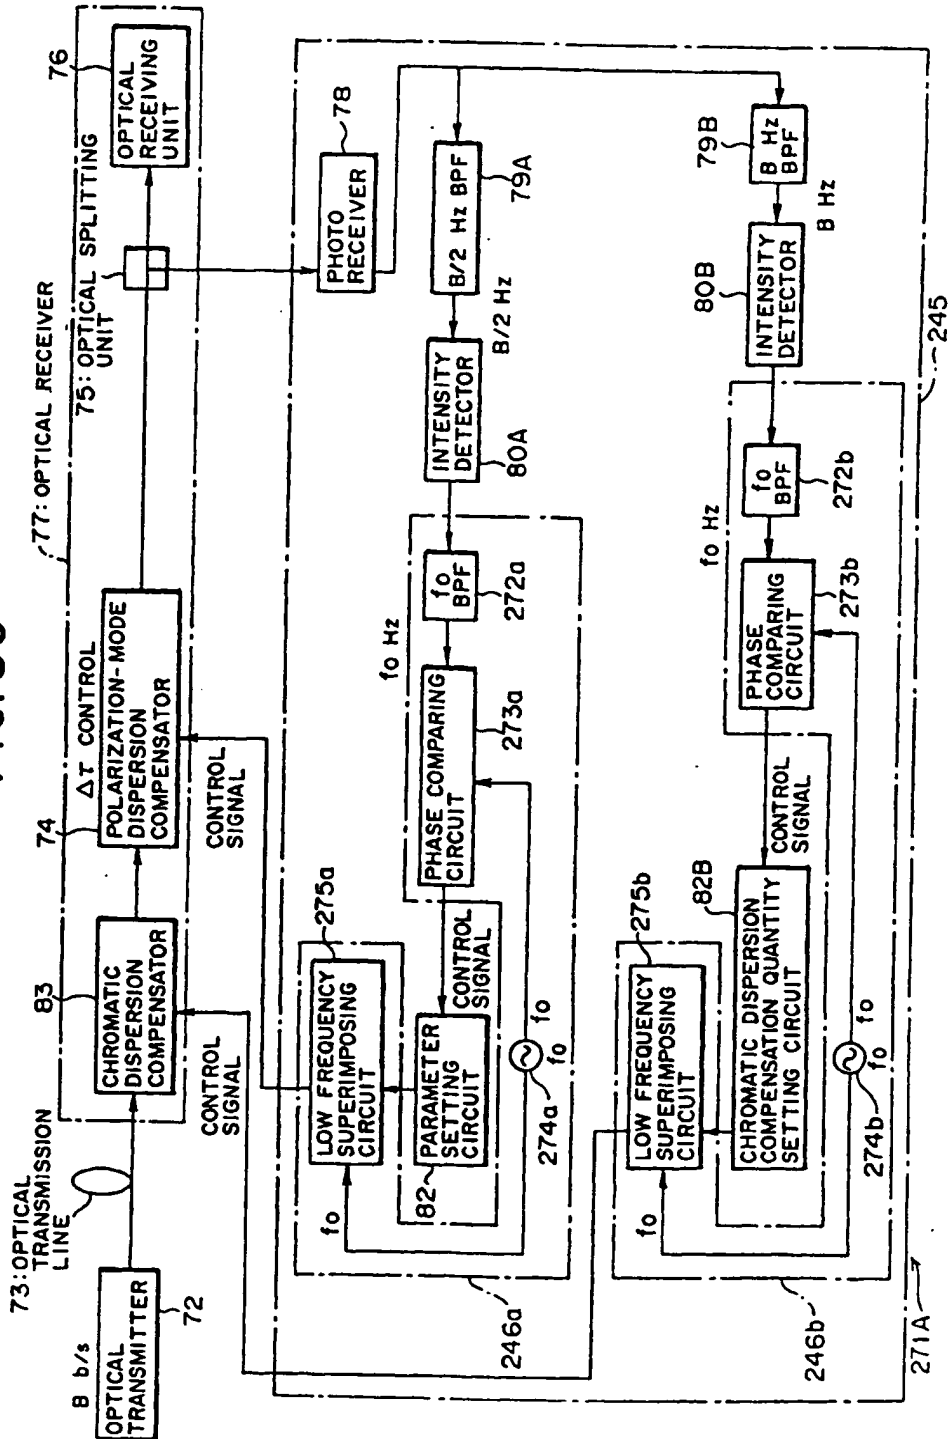 B b/s
OPTICAL
TRANSMITTER
72
73:OPTICAL
TRANSMISSION
LINE
83
CHROMATIC
DISPERSION
COMPENSATOR
CONTROL
SIGNAL
74
ΔT CONTROL
POLARIZATION-MODE
DISPERSION
COMPENSATOR
CONTROL
SIGNAL
77: OPTICAL RECEIVER
75: OPTICAL SPLITTING
UNIT
76
OPTICAL
RECEIVING
UNIT
78
PHOTO
RECEIVER
B/2 Hz BPF
79A
B/2 Hz
INTENSITY
DETECTOR
80A
fo
BPF
272a
fo Hz
PHASE COMPARING
CIRCUIT
273a
CONTROL
SIGNAL
PARAMETER
SETTING
CIRCUIT
82
275a
LOW FREQUENCY
SUPERIMPOSING
CIRCUIT
fo
fo
fo
274a
246a
79B
B Hz
BPF
B Hz
80B
INTENSITY
DETECTOR
245
fo
BPF
272b
fo Hz
PHASE
COMPARING
CIRCUIT
273b
CONTROL
SIGNAL
82B
CHROMATIC DISPERSION
COMPENSATION QUANTITY
SETTING CIRCUIT
275b
LOW FREQUENCY
SUPERIMPOSING
CIRCUIT
fo
fo
fo
274b
246b
271A